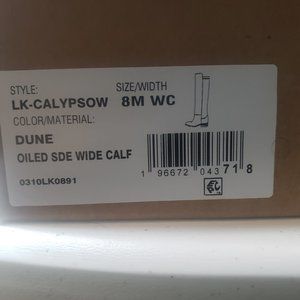 STYLE: SIZE/WIDTH
LK-CALYPSOW 8M WC
COLOR/MATERIAL:
DUNE
OILED SDE WIDE CALF
0310LK0891
1 96672 04371 8